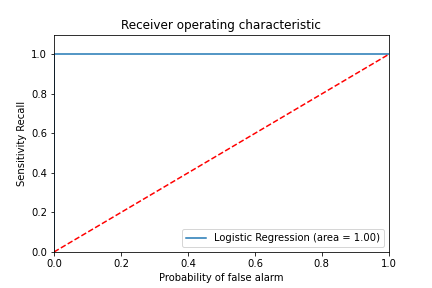 Receiver operating characteristic
1.0
0.8
0.6
0.4
0.2
0.0
Sensitivity Recall
Logistic Regression (area = 1.00)
0.0 0.2 0.4 0.6 0.8 1.0
Probability of false alarm